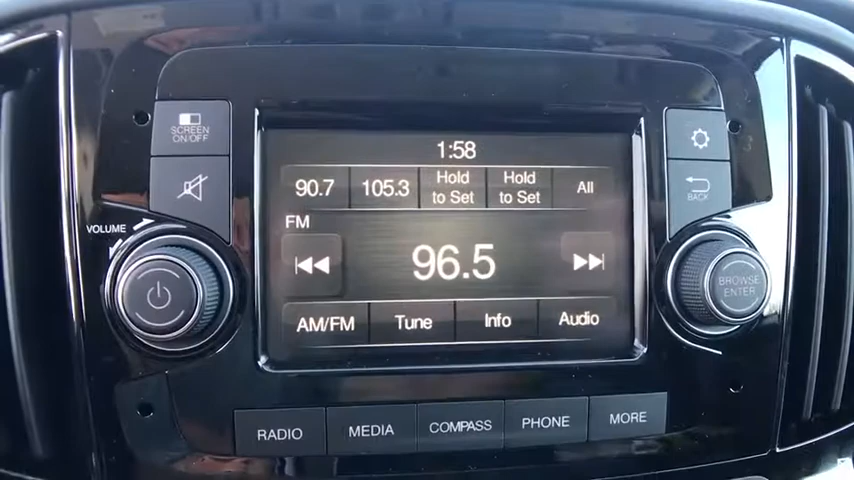 SCREEN
ON/OFF
1:58
90.7 105.3 Hold to Set Hold to Set All
BACK
VOLUME
FM
96.5
BROWSE
ENTER
AM/FM Tune Info Audio
RADIO MEDIA COMPASS PHONE MORE